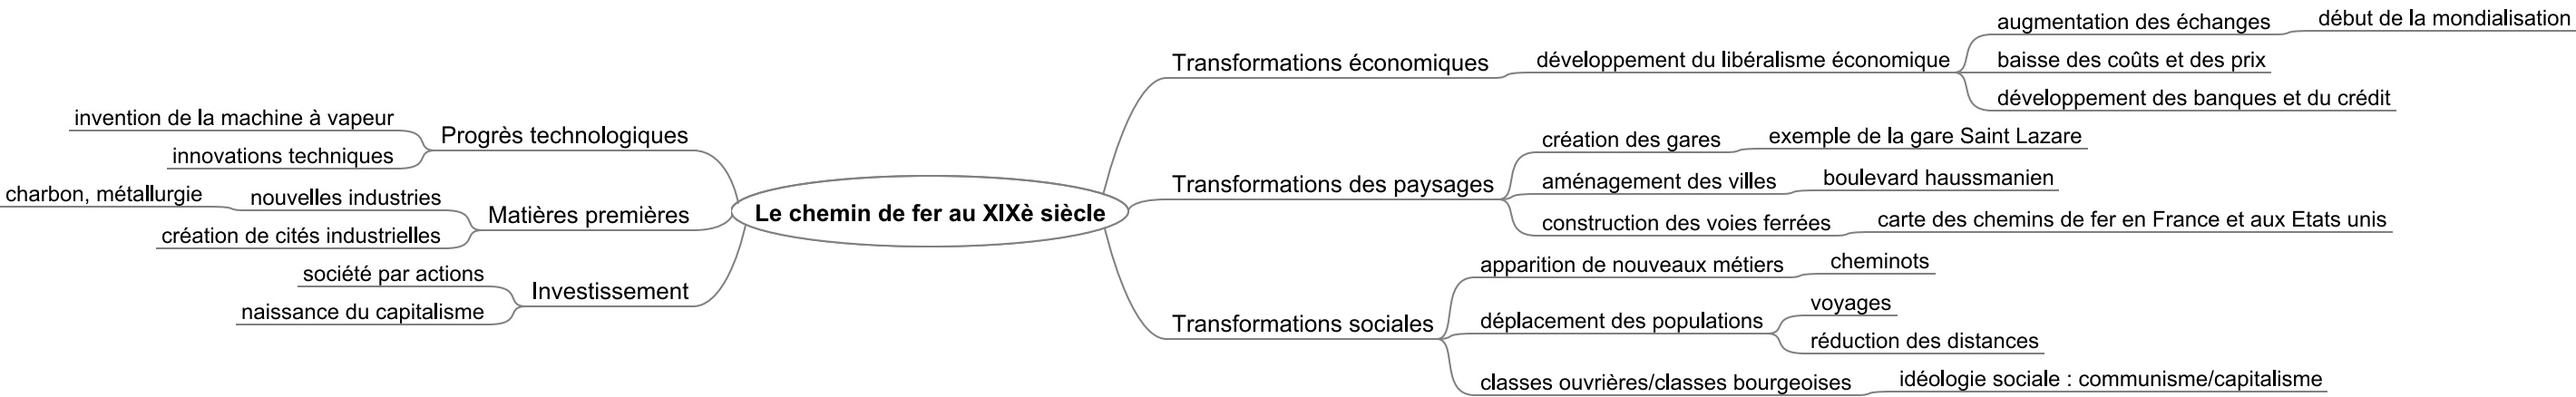 Le chemin de fer au XIXè siècle
Progrès technologiques
invention de la machine à vapeur
innovations techniques
Matières premières
nouvelles industries
charbon, métallurgie
création de cités industrielles
Investissement
société par actions
naissance du capitalisme
Transformations économiques
développement du libéralisme économique
augmentation des échanges
début de la mondialisation
baisse des coûts et des prix
développement des banques et du crédit
Transformations des paysages
création des gares
exemple de la gare Saint Lazare
aménagement des villes
boulevard haussmanien
construction des voies ferrées
carte des chemins de fer en France et aux Etats unis
Transformations sociales
apparition de nouveaux métiers
cheminots
déplacement des populations
voyages
réduction des distances
classes ouvrières/classes bourgeoises
idéologie sociale : communisme/capitalisme